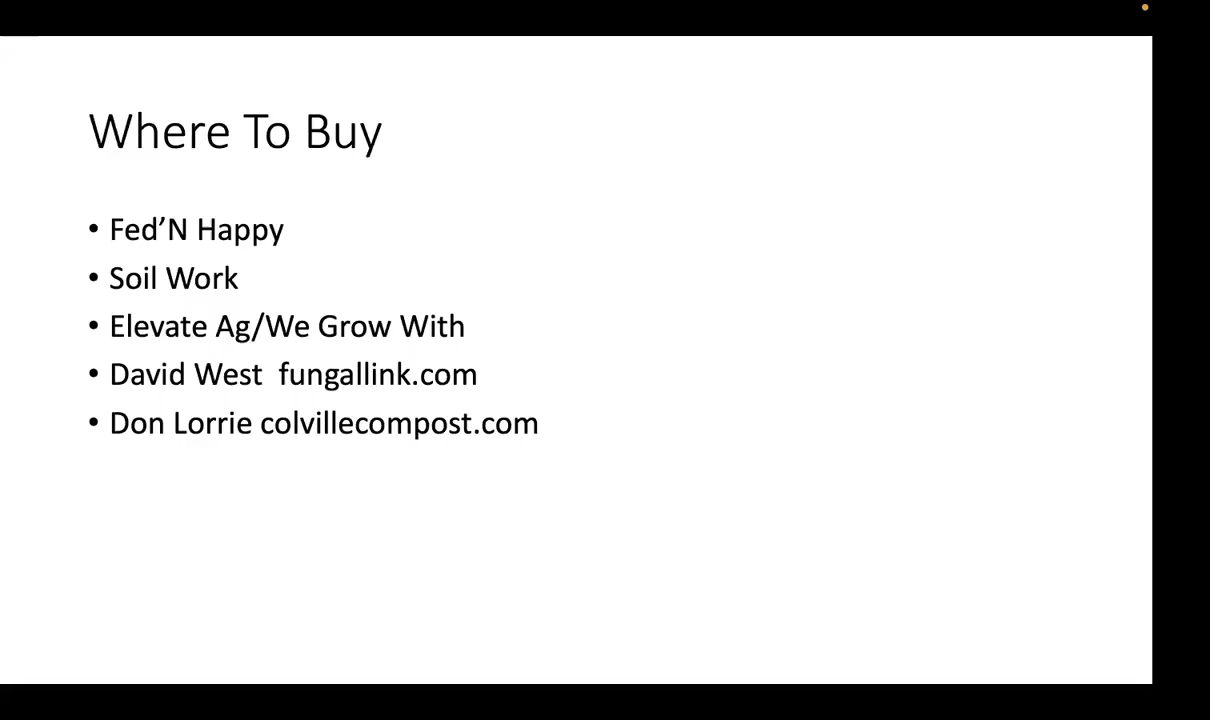 Where To Buy
• Fed’N Happy
• Soil Work
• Elevate Ag/We Grow With
• David West  fungallink.com
• Don Lorrie colvillecompost.com